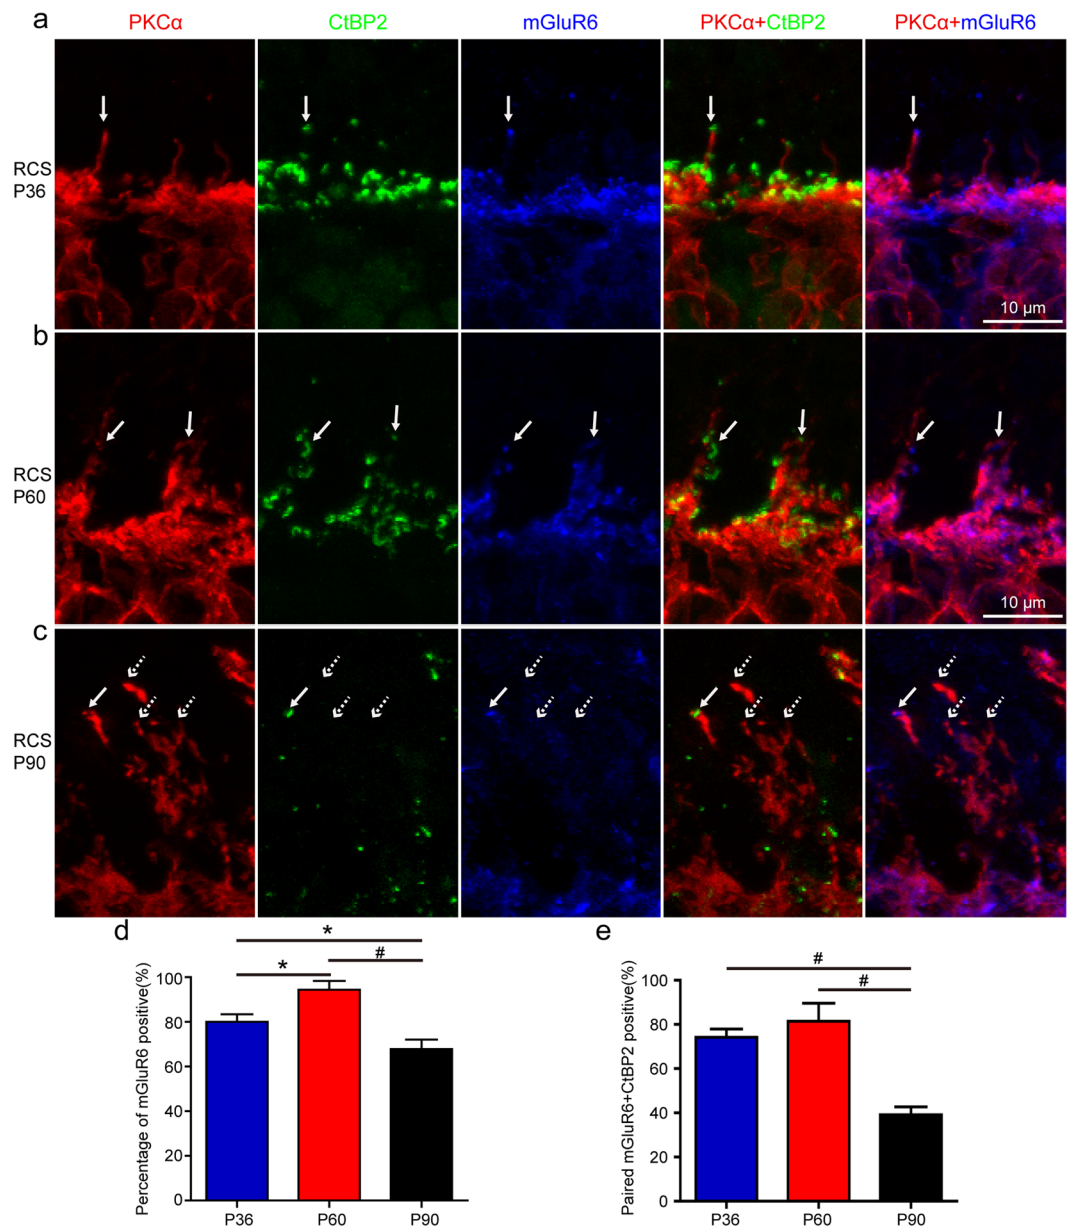 a
PKCα
CtBP2
mGluR6
PKCα+CtBP2
PKCα+mGluR6
RCS
P36
10 µm
b
RCS
P60
10 µm
c
RCS
P90
d
Percentage of mGluR6 positive(%)
100
80
60
40
20
0
*
*
#
P36
P60
P90
e
Paired mGluR6+CtBP2 positive(%)
100
80
60
40
20
0
#
#
P36
P60
P90